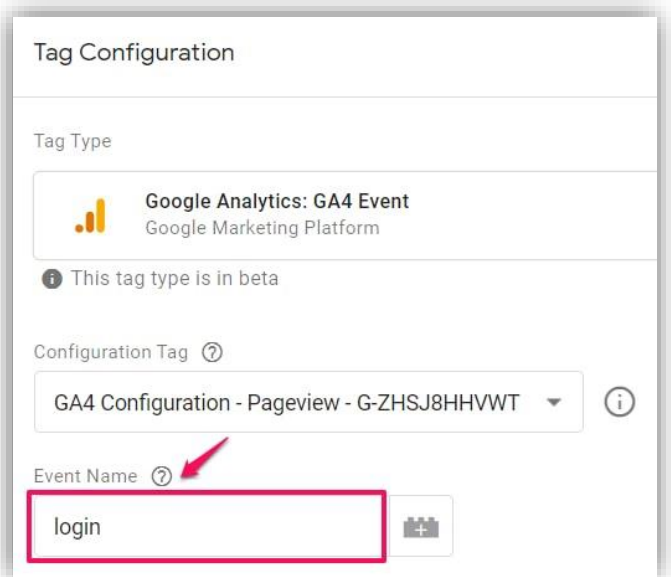 Tag Configuration
Tag Type
Google Analytics: GA4 Event
Google Marketing Platform
This tag type is in beta
Configuration Tag
GA4 Configuration - Pageview - G-ZHSJ8HHVWT
Event Name
login